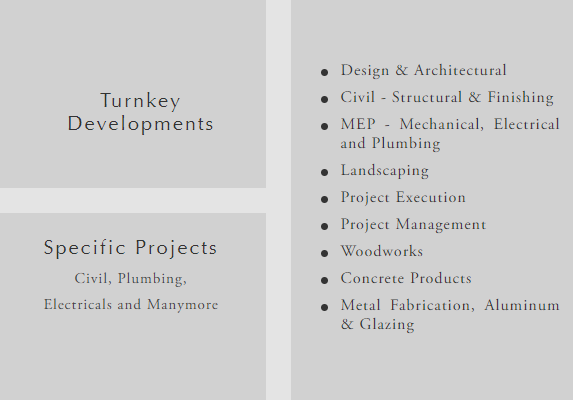 Turnkey
Developments
Specific Projects
Civil, Plumbing,
Electricals and Manymore
Design & Architectural
Civil - Structural & Finishing
MEP - Mechanical, Electrical
and Plumbing
Landscaping
Project Execution
Project Management
Woodworks
Concrete Products
Metal Fabrication, Aluminum
& Glazing